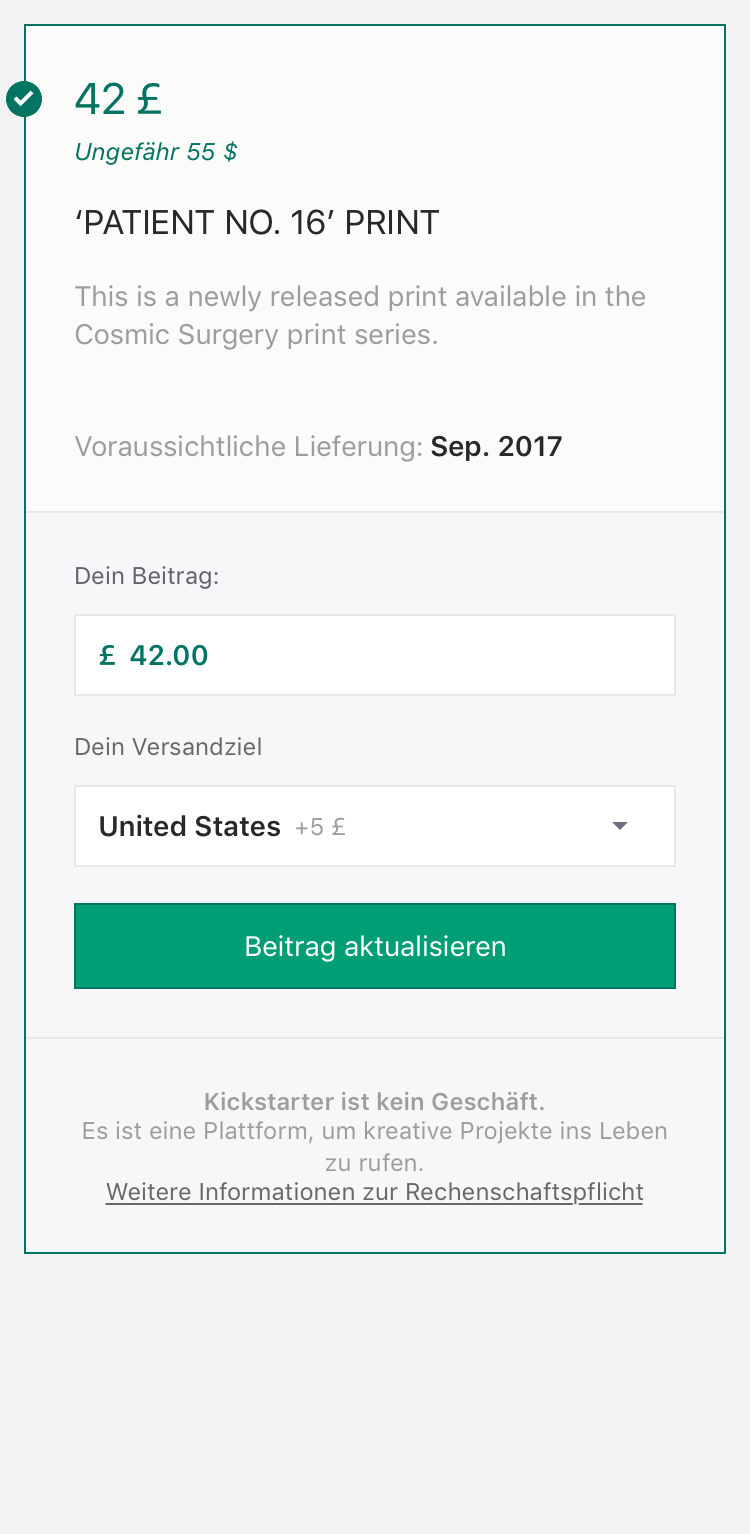 42 £
Ungefähr 55 $
‘PATIENT NO. 16’ PRINT
This is a newly released print available in the
Cosmic Surgery print series.
Voraussichtliche Lieferung: Sep. 2017
Dein Beitrag:
£ 42.00
Dein Versandziel
United States +5 £
Beitrag aktualisieren
Kickstarter ist kein Geschäft.
Es ist eine Plattform, um kreative Projekte ins Leben
zu rufen.
Weitere Informationen zur Rechenschaftspflicht